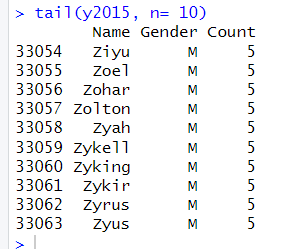 > tail(y2015, n= 10)
Name Gender Count
33054 Ziyu M 5
33055 Zoel M 5
33056 Zohar M 5
33057 Zolton M 5
33058 Zyah M 5
33059 Zykell M 5
33060 Zyking M 5
33061 Zykir M 5
33062 Zyrus M 5
33063 Zyus M 5
>